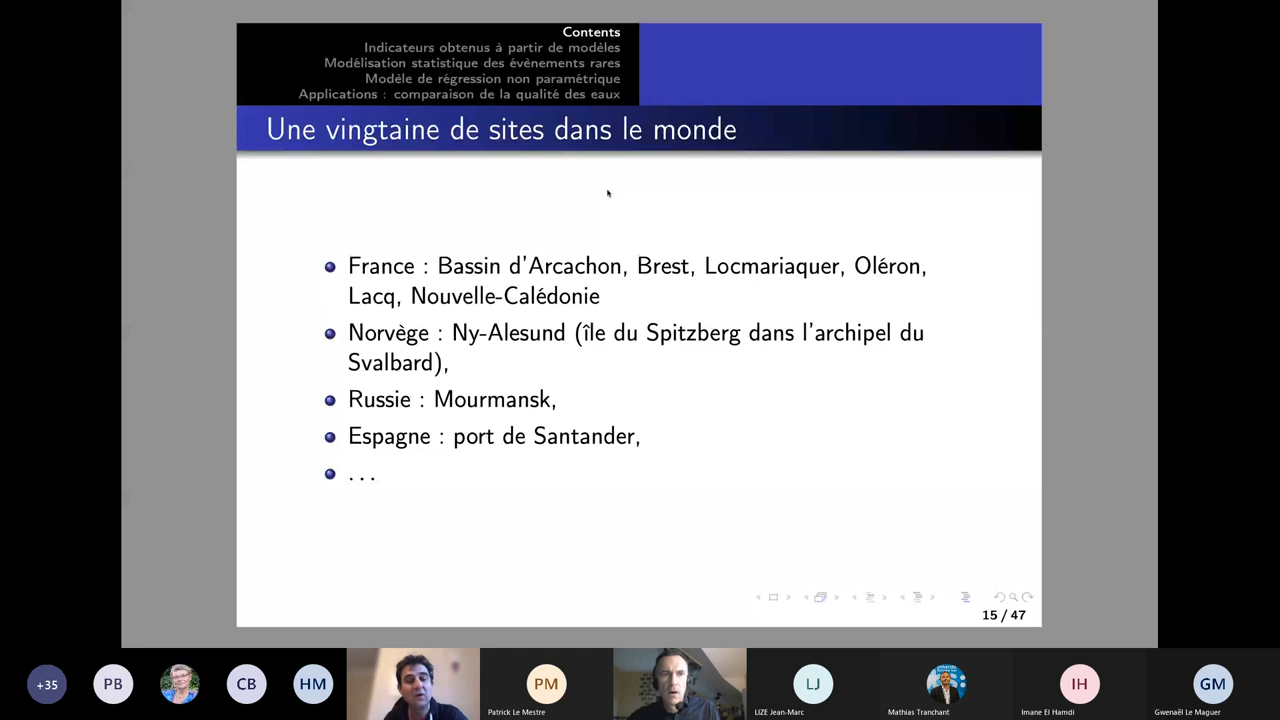 Contents
Indicateurs obtenus à partir de modèles
Modélisation statistique des évènements rares
Modèle de régression non paramétrique
Applications : comparaison de la qualité des eaux
Une vingtaine de sites dans le monde
France : Bassin d'Arcachon, Brest, Locmariaquer, Oléron,
Lacq, Nouvelle-Calédonie
Norvège : Ny-Alesund (île du Spitzberg dans l'archipel du
Svalbard),
Russie : Mourmansk,
Espagne : port de Santander,
. . .
15 / 47
+35
PB
CB
HM
PM
Patrick Le Mestre
LJ
LIZE Jean-Marc
Mathias Tranchant
IH
Imane El Hamdi
GM
Gwenaël Le Maguer